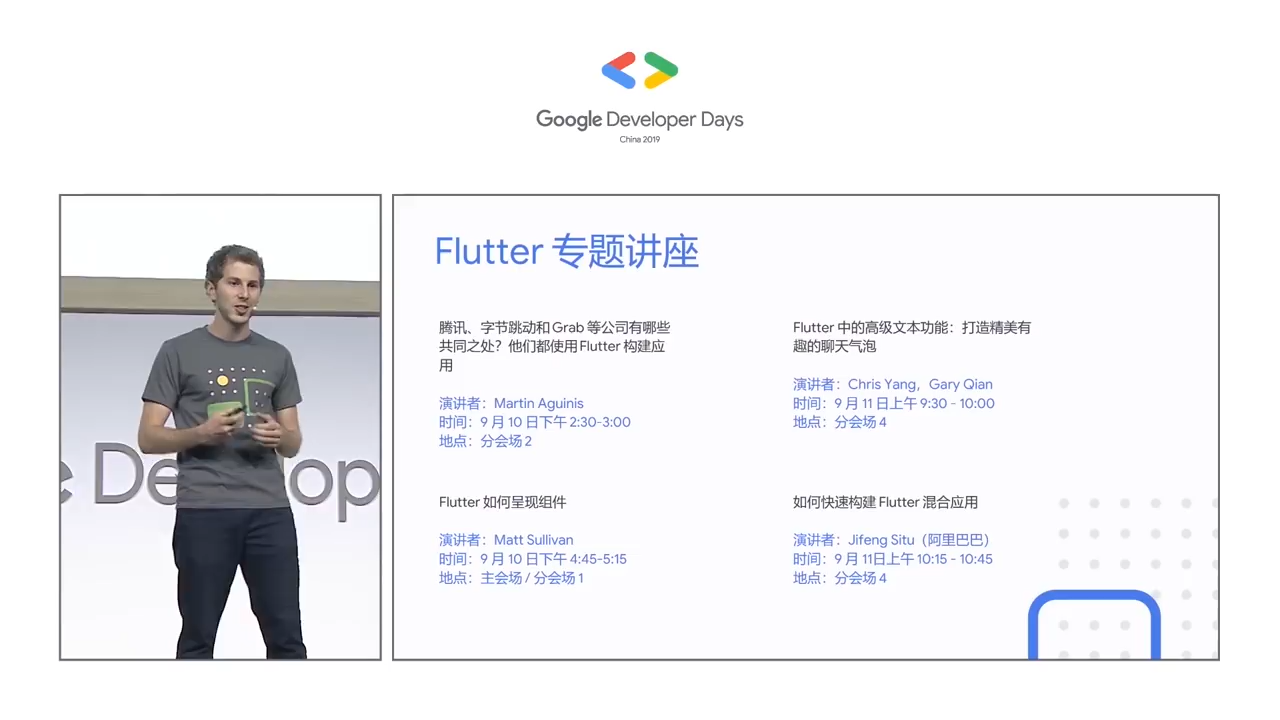 Google Developer Days
China 2019
e Develop
Flutter 专题讲座
腾讯、字节跳动和 Grab 等公司有哪些
共同之处？他们都使用 Flutter 构建应
用
演讲者：Martin Aguinis
时间：9 月 10 日下午 2:30-3:00
地点：分会场 2
Flutter 中的高级文本功能：打造精美有
趣的聊天气泡
演讲者：Chris Yang，Gary Qian
时间：9 月 11 日上午 9:30 - 10:00
地点：分会场 4
Flutter 如何呈现组件
演讲者：Matt Sullivan
时间：9 月 10 日下午 4:45-5:15
地点：主会场 / 分会场 1
如何快速构建 Flutter 混合应用
演讲者：Jifeng Situ（阿里巴巴）
时间：9 月 11日上午 10:15 - 10:45
地点：分会场 4